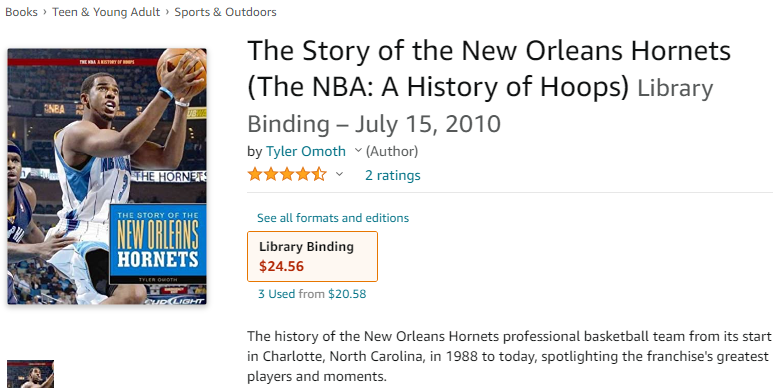 Books › Teen & Young Adult › Sports & Outdoors
THE NBA: A HISTORY OF HOOPS
NBA
THE HORNETS
THE STORY OF THE
NEW ORLEANS
HORNETS
TYLER OMOTH
BUD LIGHT
The Story of the New Orleans Hornets
(The NBA: A History of Hoops) Library
Binding – July 15, 2010
by Tyler Omoth (Author)
2 ratings
See all formats and editions
Library Binding
$24.56
3 Used from $20.58
The history of the New Orleans Hornets professional basketball team from its start
in Charlotte, North Carolina, in 1988 to today, spotlighting the franchise's greatest
players and moments.